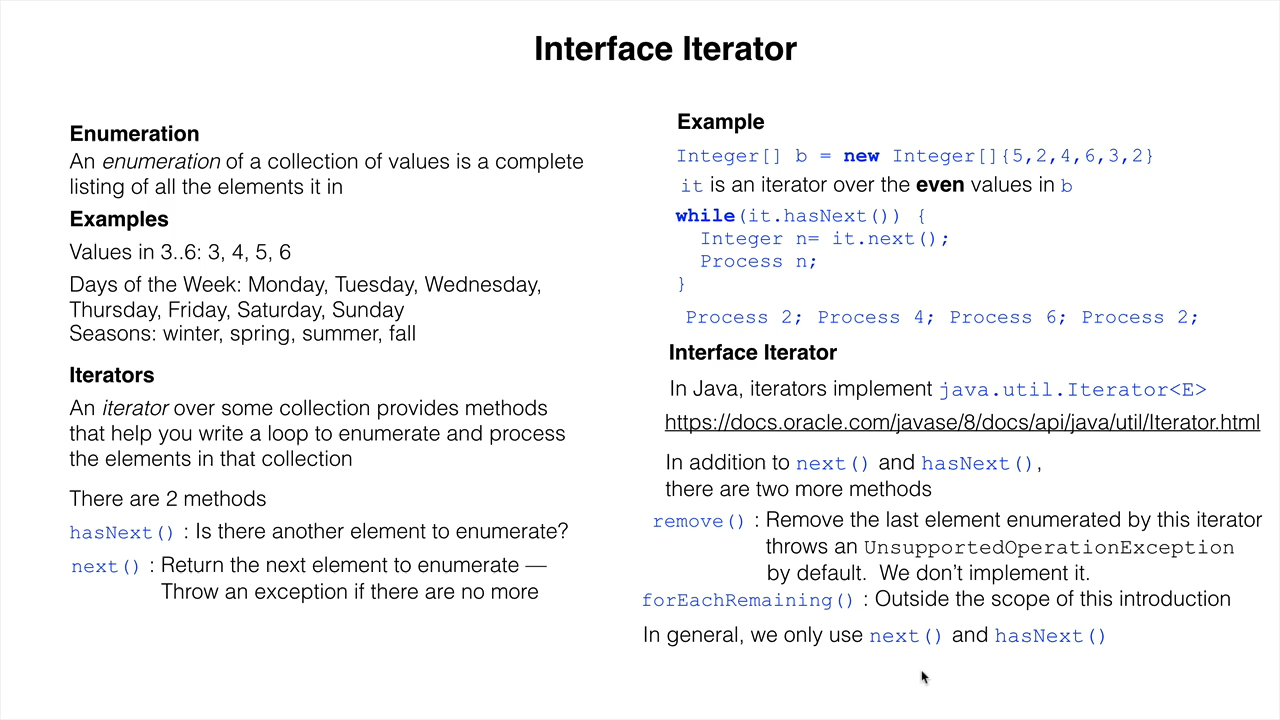 Interface Iterator
Enumeration
An enumeration of a collection of values is a complete
listing of all the elements it in
Examples
Values in 3..6: 3, 4, 5, 6
Days of the Week: Monday, Tuesday, Wednesday,
Thursday, Friday, Saturday, Sunday
Seasons: winter, spring, summer, fall
Iterators
An iterator over some collection provides methods
that help you write a loop to enumerate and process
the elements in that collection
There are 2 methods
hasNext() : Is there another element to enumerate?
next() : Return the next element to enumerate —
Throw an exception if there are no more
Example
Integer[] b = new Integer[]{5,2,4,6,3,2}
it is an iterator over the even values in b
while(it.hasNext()) {
Integer n= it.next();
Process n;
}
Process 2; Process 4; Process 6; Process 2;
Interface Iterator
In Java, iterators implement java.util.Iterator<E>
https://docs.oracle.com/javase/8/docs/api/java/util/Iterator.html
In addition to next() and hasNext(),
there are two more methods
remove() : Remove the last element enumerated by this iterator
throws an UnsupportedOperationException
by default. We don't implement it.
forEachRemaining() : Outside the scope of this introduction
In general, we only use next() and hasNext()